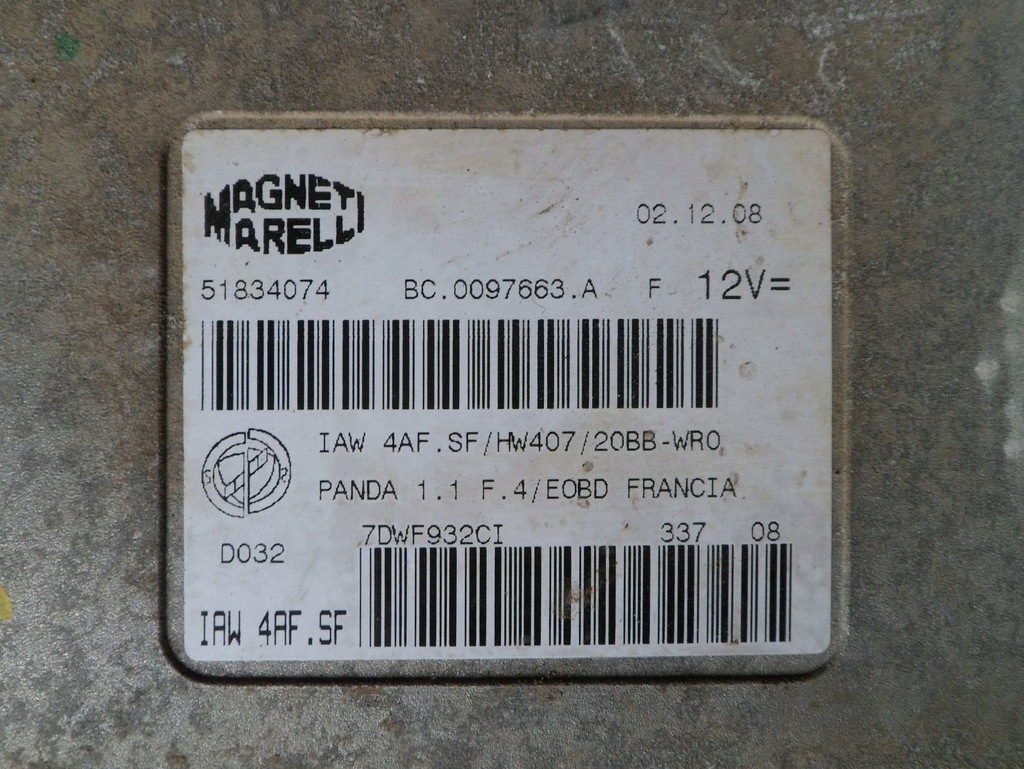 MAGNETI
MARELLI
02.12.08
51834074 BC.0097663.A F 12V=
IAW 4AF.SF/HW407/20BB-WR0
PANDA 1.1 F.4/EOBD FRANCIA
S R
7DWF932CI 337 08
D032
IAW 4AF.SF